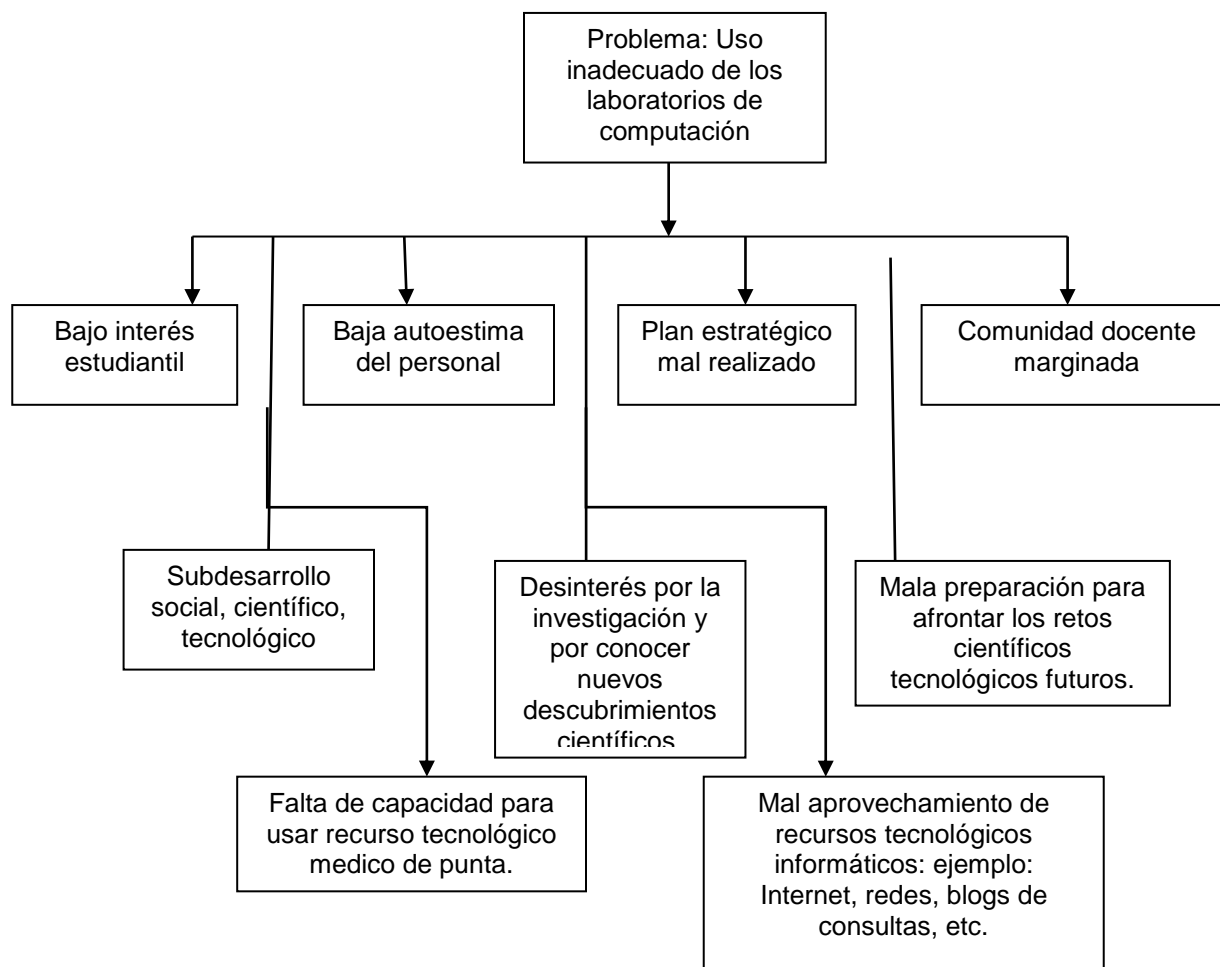 Problema: Uso
inadecuado de los
laboratorios de
computación
Bajo interés
estudiantil
Baja autoestima
del personal
Plan estratégico
mal realizado
Comunidad docente
marginada
Subdesarrollo
social, científico,
tecnológico
Desinterés por la
investigación y
por conocer
nuevos
descubrimientos
científicos
Mala preparación para
afrontar los retos
científicos
tecnológicos futuros.
Falta de capacidad para
usar recurso tecnológico
medico de punta.
Mal aprovechamiento de
recursos tecnológicos
informáticos: ejemplo:
Internet, redes, blogs de
consultas, etc.